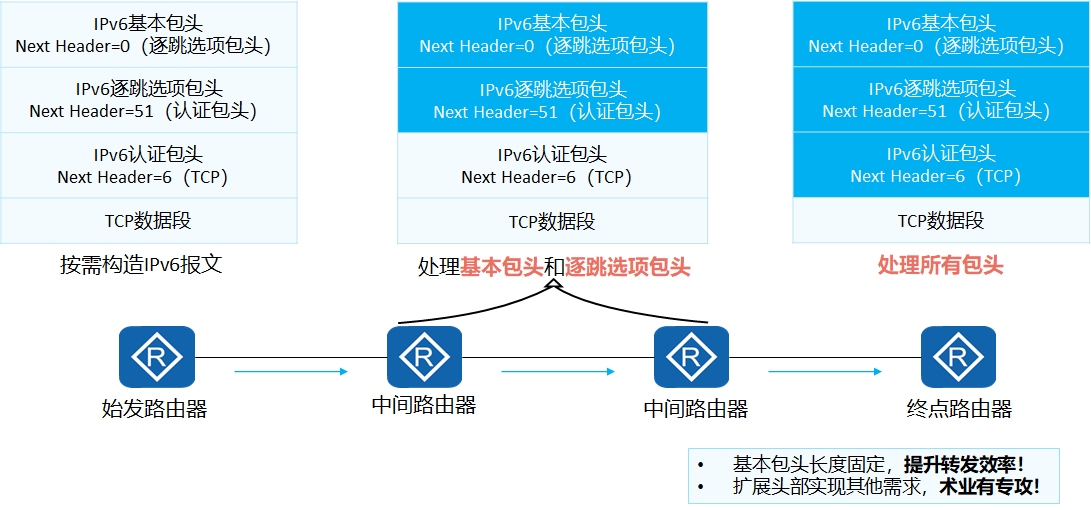 IPv6基本包头
Next Header=0（逐跳选项包头）
IPv6逐跳选项包头
Next Header=51（认证包头）
IPv6认证包头
Next Header=6（TCP）
TCP数据段
按需构造IPv6报文
IPv6基本包头
Next Header=0（逐跳选项包头）
IPv6逐跳选项包头
Next Header=51（认证包头）
IPv6认证包头
Next Header=6（TCP）
TCP数据段
处理基本包头和逐跳选项包头
IPv6基本包头
Next Header=0（逐跳选项包头）
IPv6逐跳选项包头
Next Header=51（认证包头）
IPv6认证包头
Next Header=6（TCP）
TCP数据段
处理所有包头
R
R
R
R
始发路由器
中间路由器
中间路由器
终点路由器
• 基本包头长度固定，提升转发效率！
• 扩展头部实现其他需求，术业有专攻！